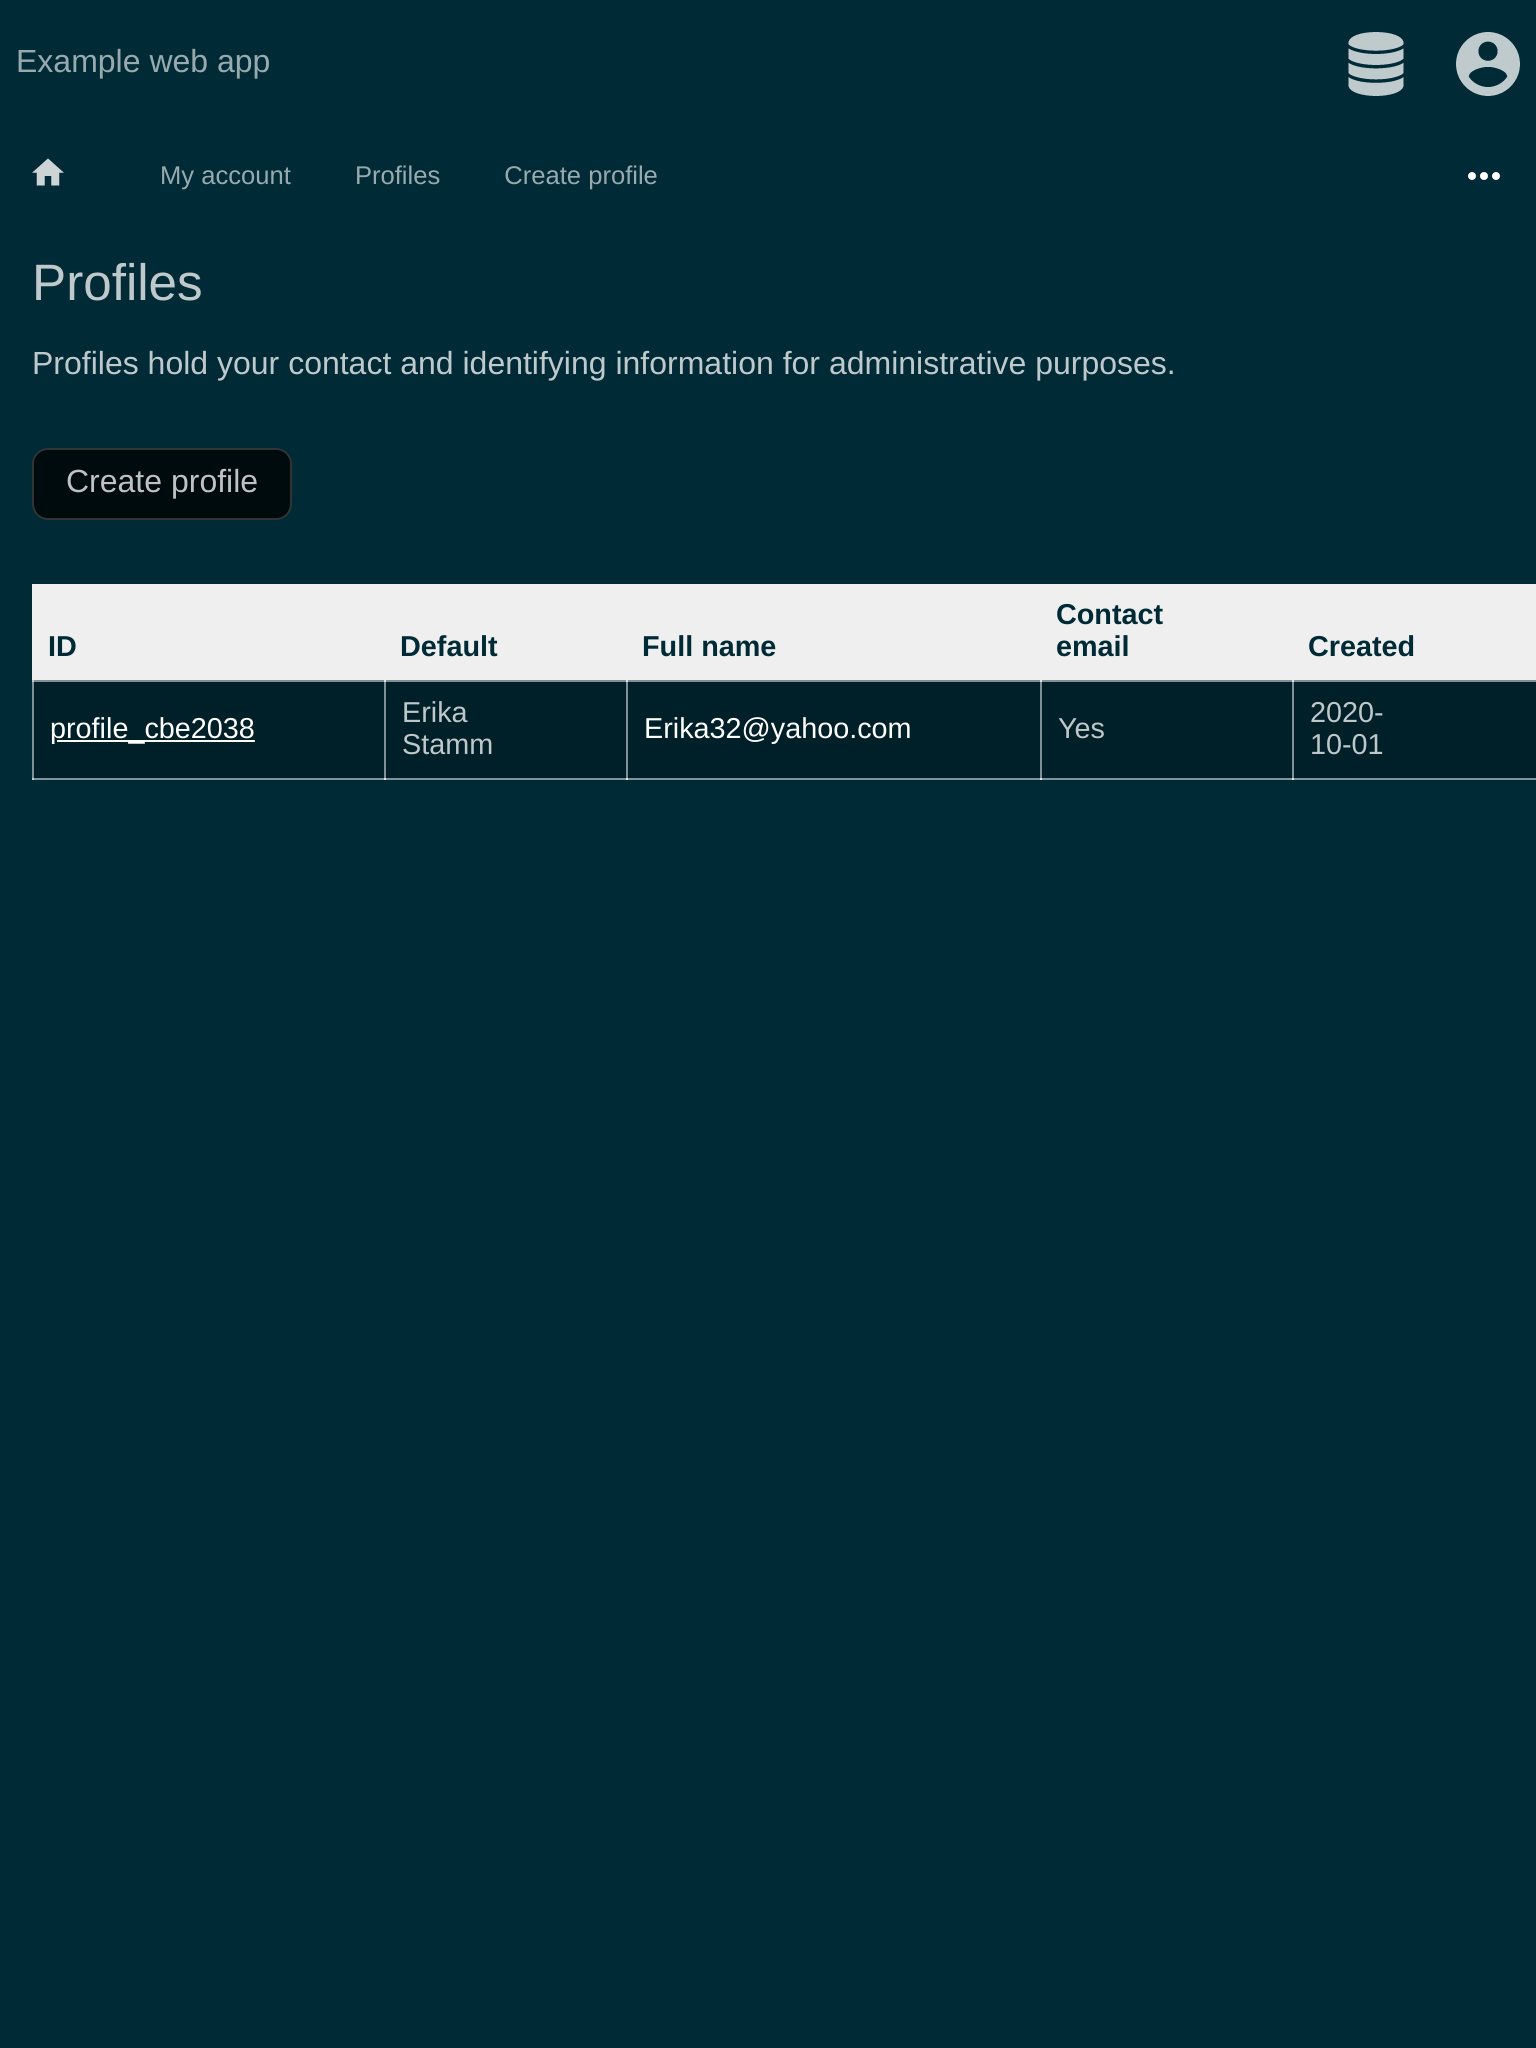 Example web app
My account Profiles Create profile
Profiles
Profiles hold your contact and identifying information for administrative purposes.
Create profile
ID Default Full name Contact email Created
profile_cbe2038 Erika Stamm Erika32@yahoo.com Yes 2020-10-01